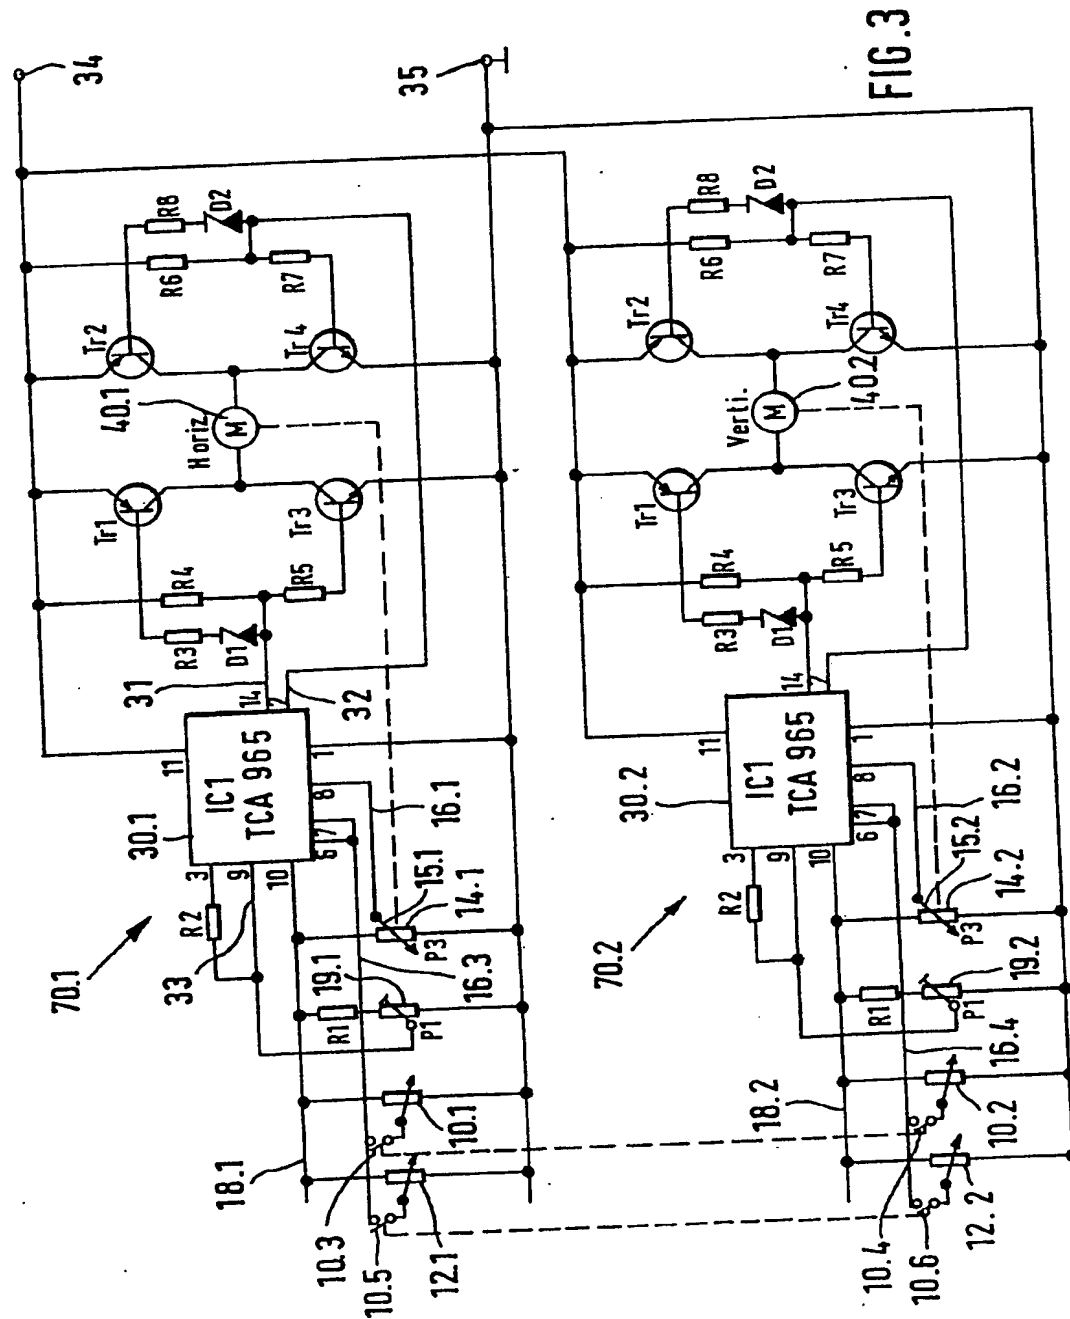 FIG.3
34
35
70.1
30.1
IC1
TCA 965
11
3
9
10
6
7
8
1
14
7
31
32
33
R2
R3
D1
R4
R5
Tr1
Tr3
40.1
Horiz.
M
Tr2
Tr4
R6
R7
R8
D2
16.1
15.1
14.1
P3
16.3
19.1
R1
P1
18.1
10.1
10.3
10.5
12.1
70.2
30.2
IC1
TCA 965
11
3
9
10
6
7
8
1
14
7
R2
R3
D1
R4
R5
Tr1
Tr3
Verti.
M
40.2
Tr2
Tr4
R6
R7
R8
D2
16.2
15.2
14.2
P3
19.2
R1
P1
16.4
18.2
10.2
10.4
10.6
12.2